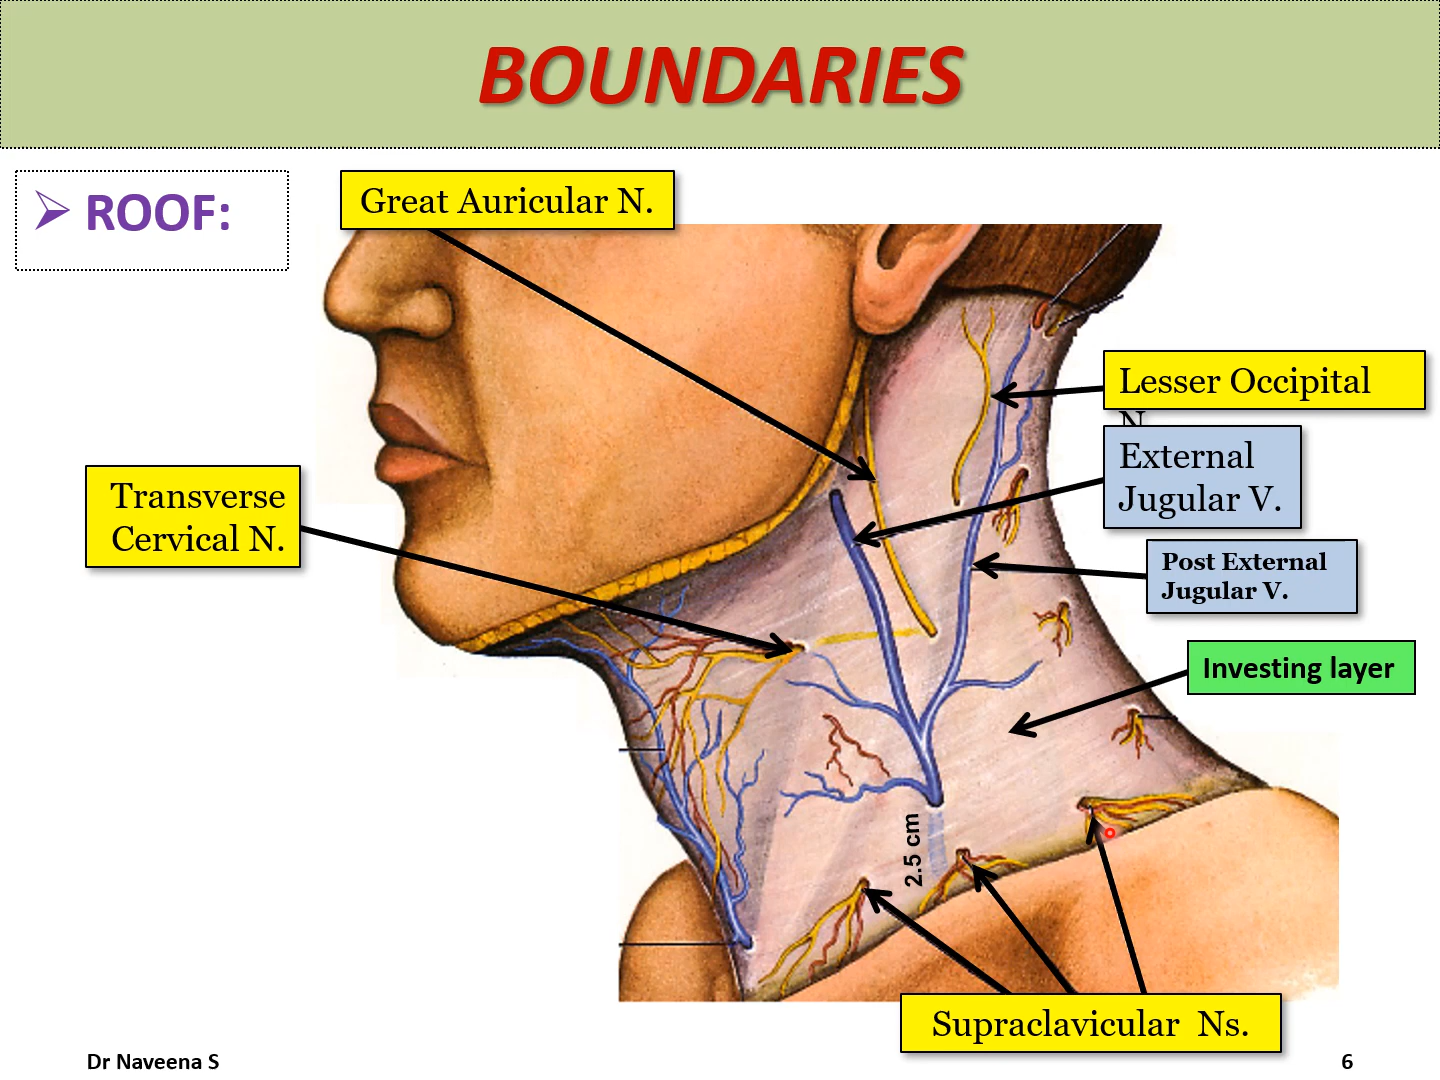 BOUNDARIES
ROOF:
Great Auricular N.
Lesser Occipital
N
External
Jugular V.
Transverse
Cervical N.
Post External
Jugular V.
Investing layer
2.5 cm
Supraclavicular Ns.
Dr Naveena S
6